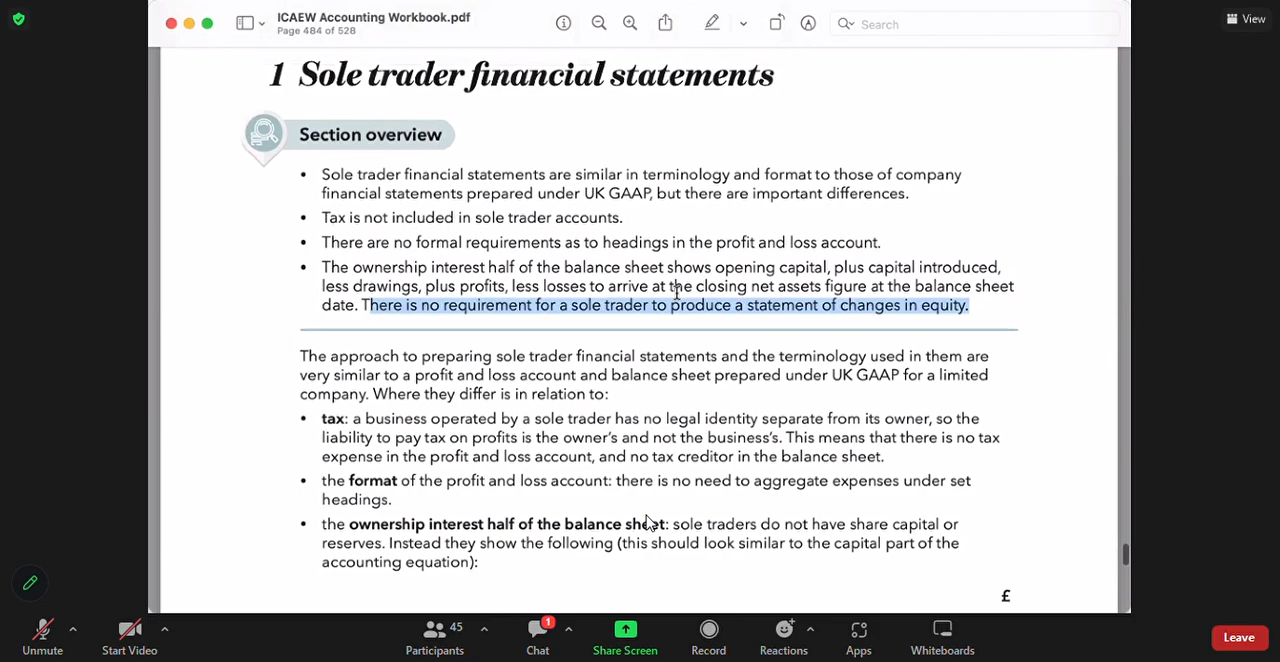 ICAEW Accounting Workbook.pdf
Page 484 of 528
Search
View
1 Sole trader financial statements
Section overview
• Sole trader financial statements are similar in terminology and format to those of company
financial statements prepared under UK GAAP, but there are important differences.
• Tax is not included in sole trader accounts.
• There are no formal requirements as to headings in the profit and loss account.
• The ownership interest half of the balance sheet shows opening capital, plus capital introduced,
less drawings, plus profits, less losses to arrive at the closing net assets figure at the balance sheet
date. There is no requirement for a sole trader to produce a statement of changes in equity.
The approach to preparing sole trader financial statements and the terminology used in them are
very similar to a profit and loss account and balance sheet prepared under UK GAAP for a limited
company. Where they differ is in relation to:
• tax: a business operated by a sole trader has no legal identity separate from its owner, so the
liability to pay tax on profits is the owner's and not the business's. This means that there is no tax
expense in the profit and loss account, and no tax creditor in the balance sheet.
• the format of the profit and loss account: there is no need to aggregate expenses under set
headings.
• the ownership interest half of the balance sheet: sole traders do not have share capital or
reserves. Instead they show the following (this should look similar to the capital part of the
accounting equation):
£
45
1
Unmute
Start Video
Participants
Chat
Share Screen
Record
Reactions
Apps
Whiteboards
Leave